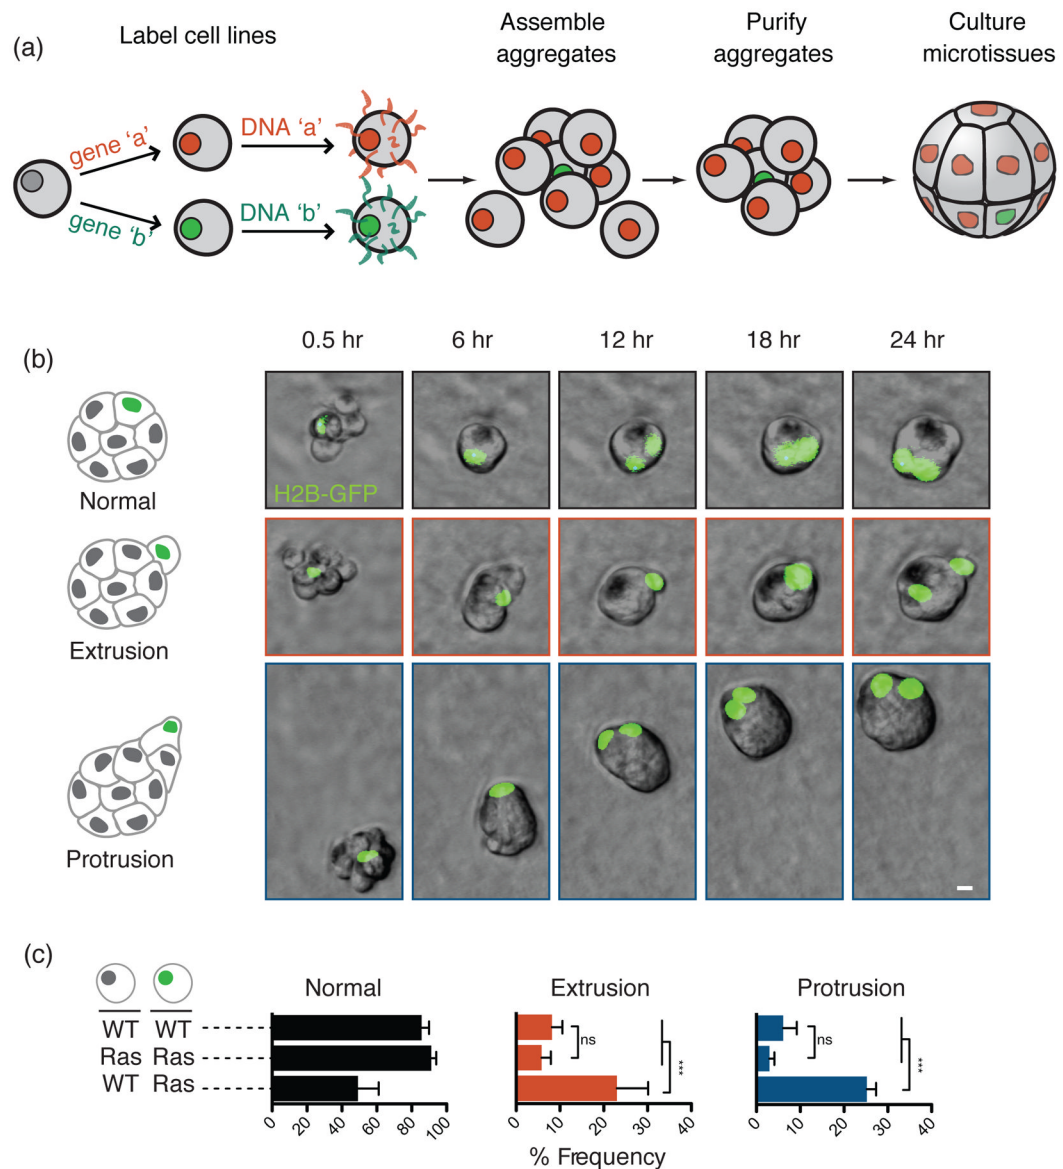 (a)
Label cell lines
Assemble
aggregates
Purify
aggregates
Culture
microtissues
gene 'a'
DNA 'a'
gene 'b'
DNA 'b'
(b)
0.5 hr
6 hr
12 hr
18 hr
24 hr
H2B-GFP
Normal
Extrusion
Protrusion
(c)
Normal
Extrusion
Protrusion
WT WT
Ras Ras
WT Ras
ns
***
ns
***
0 20 40 60 80 100
0 10 20 30 40
0 10 20 30 40
% Frequency